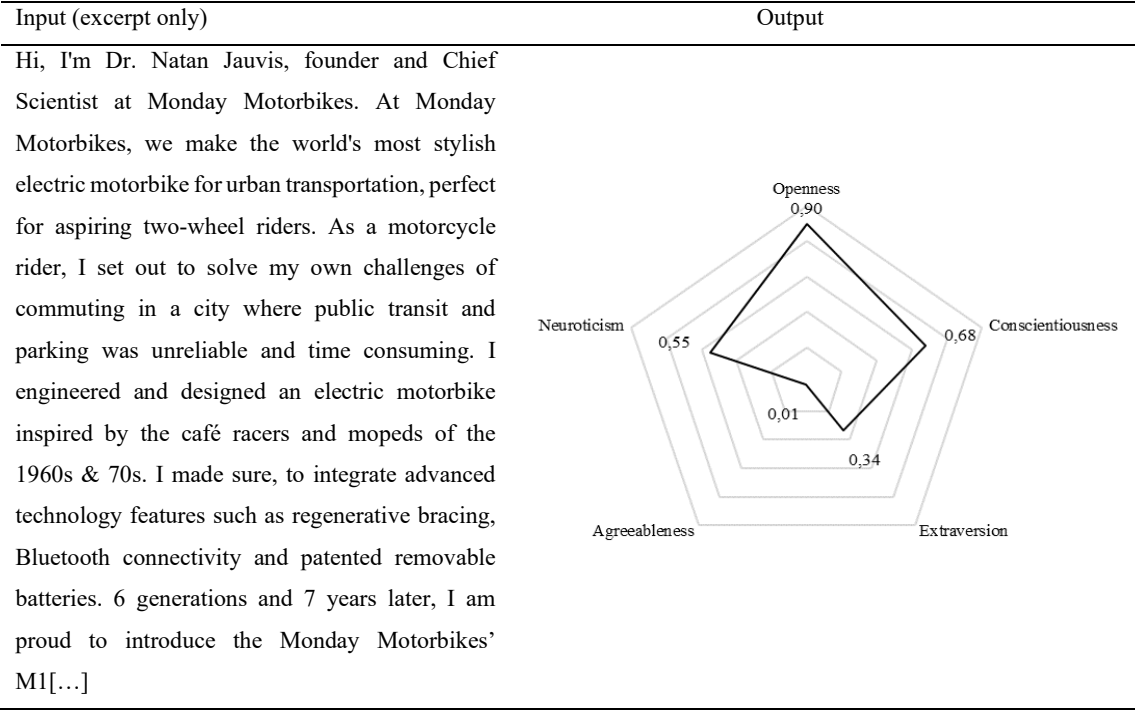 Input (excerpt only)
Output
Hi, I'm Dr. Natan Jauvis, founder and Chief
Scientist at Monday Motorbikes. At Monday
Motorbikes, we make the world's most stylish
electric motorbike for urban transportation, perfect
for aspiring two-wheel riders. As a motorcycle
rider, I set out to solve my own challenges of
commuting in a city where public transit and
parking was unreliable and time consuming. I
engineered and designed an electric motorbike
inspired by the café racers and mopeds of the
1960s & 70s. I made sure, to integrate advanced
technology features such as regenerative bracing,
Bluetooth connectivity and patented removable
batteries. 6 generations and 7 years later, I am
proud to introduce the Monday Motorbikes’
M1[…]
Openness
0,90
Neuroticism
0,55
0,68
Conscientiousness
0,01
0,34
Agreeableness
Extraversion